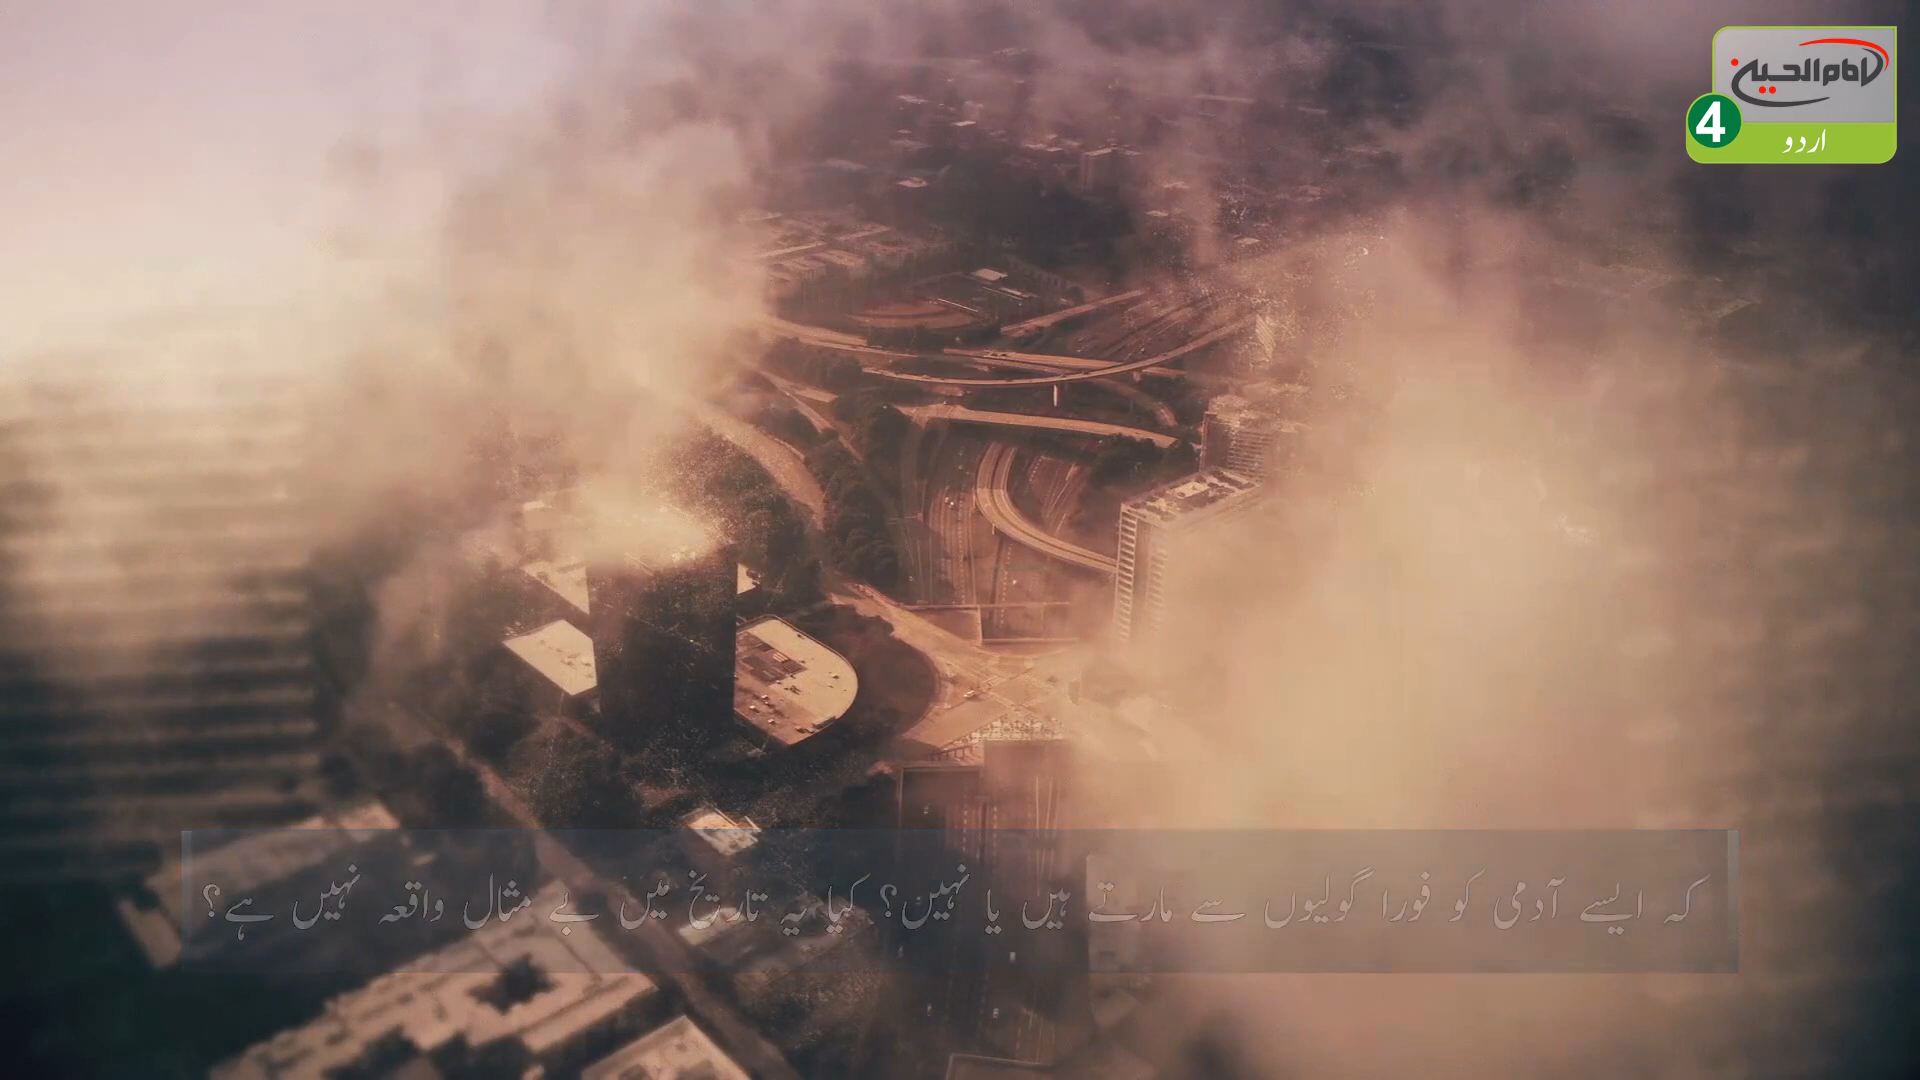 الامام الحسین
4
اردو
کہ ایسے آدمی کو فورا گولیوں سے مارتے ہیں یا نہیں؟ کیا یہ تاریخ میں بے مثال واقعہ نہیں ہے؟